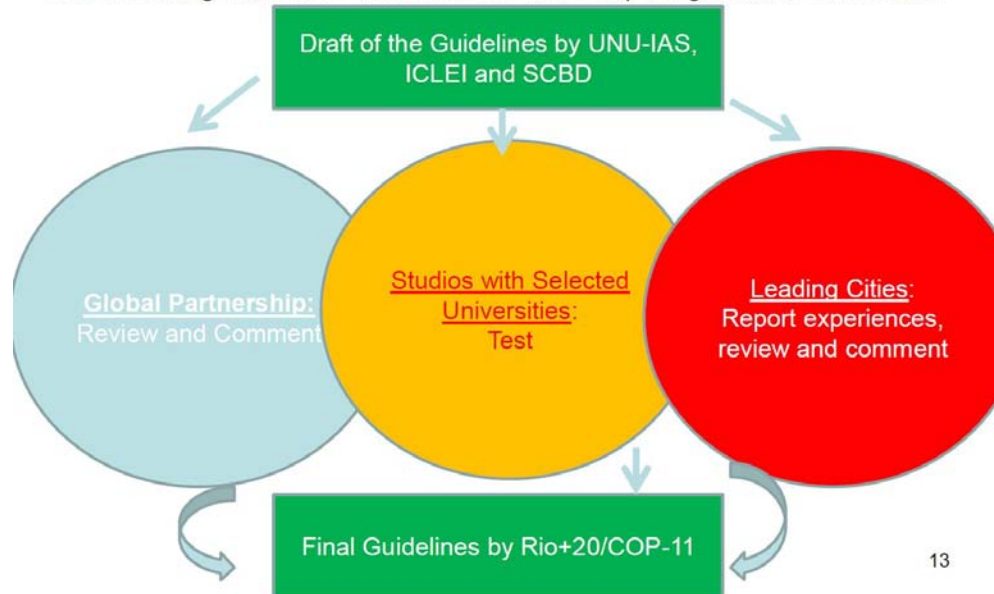 Draft of the Guidelines by UNU-IAS,
ICLEI and SCBD
Global Partnership:
Review and Comment
Studios with Selected
Universities:
Test
Leading Cities:
Report experiences,
review and comment
Final Guidelines by Rio+20/COP-11
13